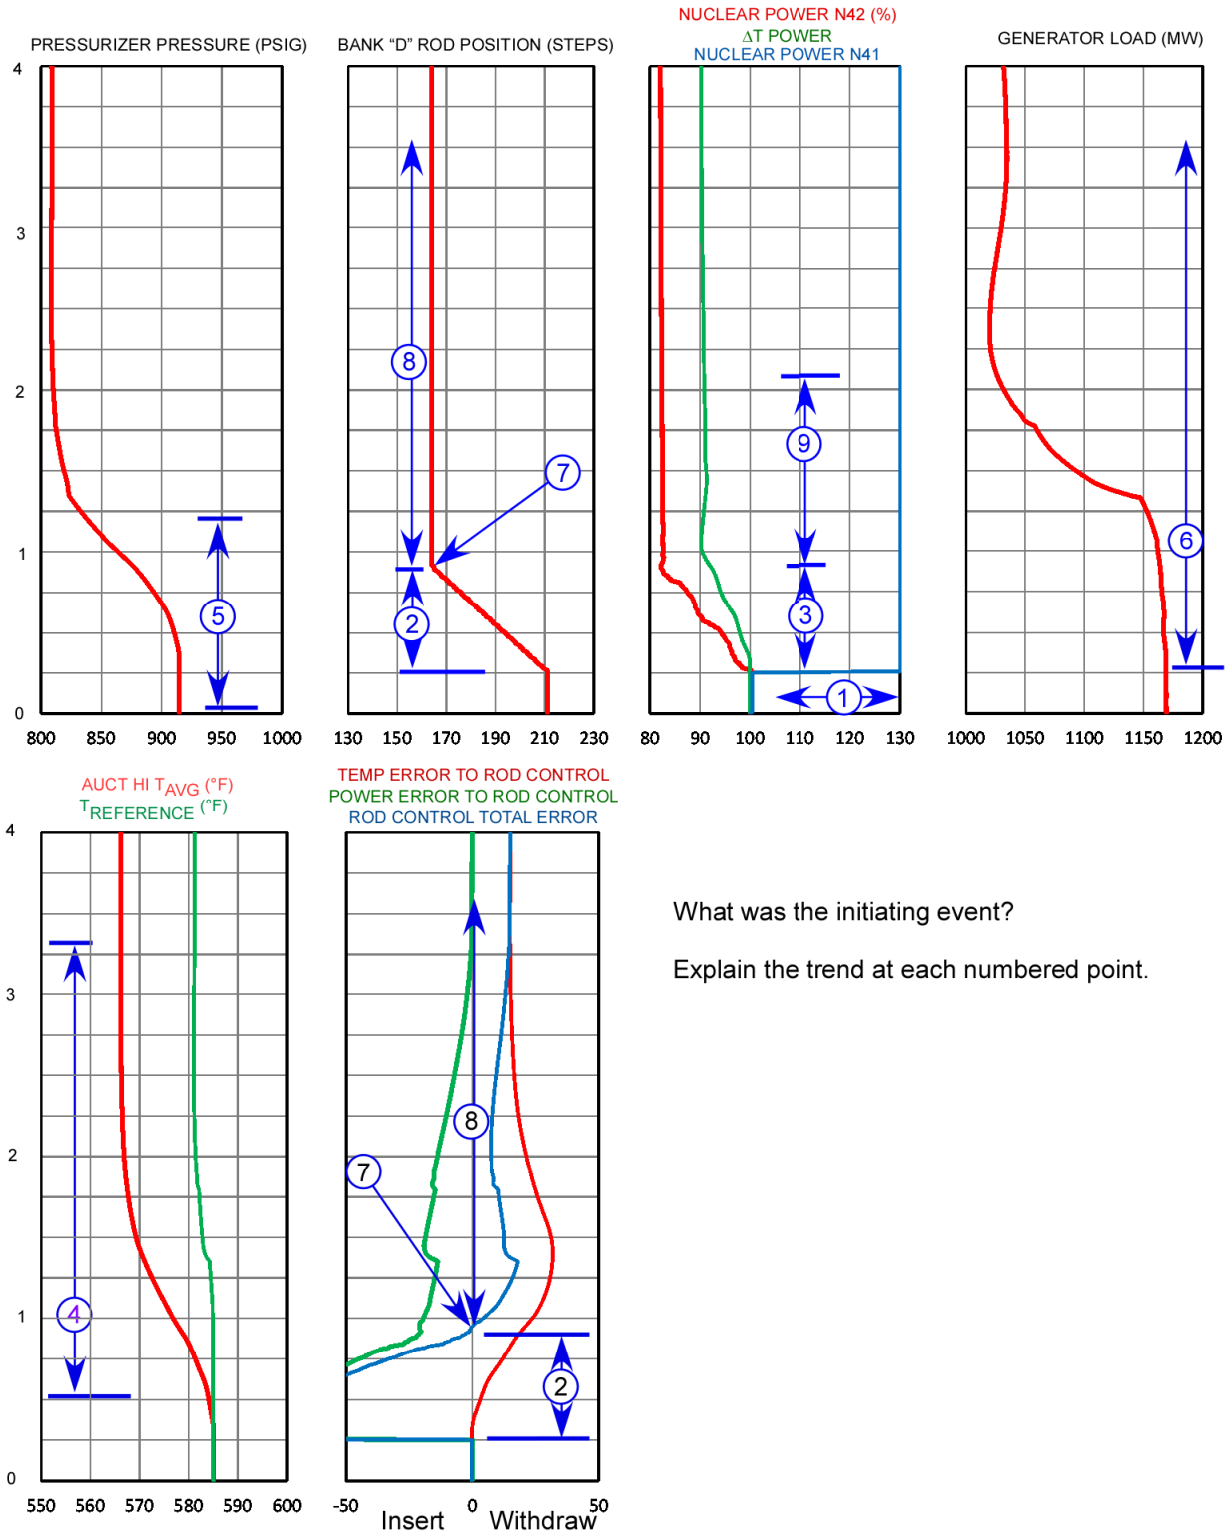 NUCLEAR POWER N42 (%)
PRESSURIZER PRESSURE (PSIG)
BANK “D” ROD POSITION (STEPS)
ΔT POWER
NUCLEAR POWER N41
GENERATOR LOAD (MW)
4
3
2
1
0
8
7
2
5
9
3
1
6
800 850 900 950 1000
130 150 170 190 210 230
80 90 100 110 120 130
1000 1050 1100 1150 1200
AUCT HI TAVG (°F)
TREFERENCE (°F)
TEMP ERROR TO ROD CONTROL
POWER ERROR TO ROD CONTROL
ROD CONTROL TOTAL ERROR
4
3
2
1
0
4
8
7
2
550 560 570 580 590 600
-50 0 50
Insert Withdraw
What was the initiating event?
Explain the trend at each numbered point.